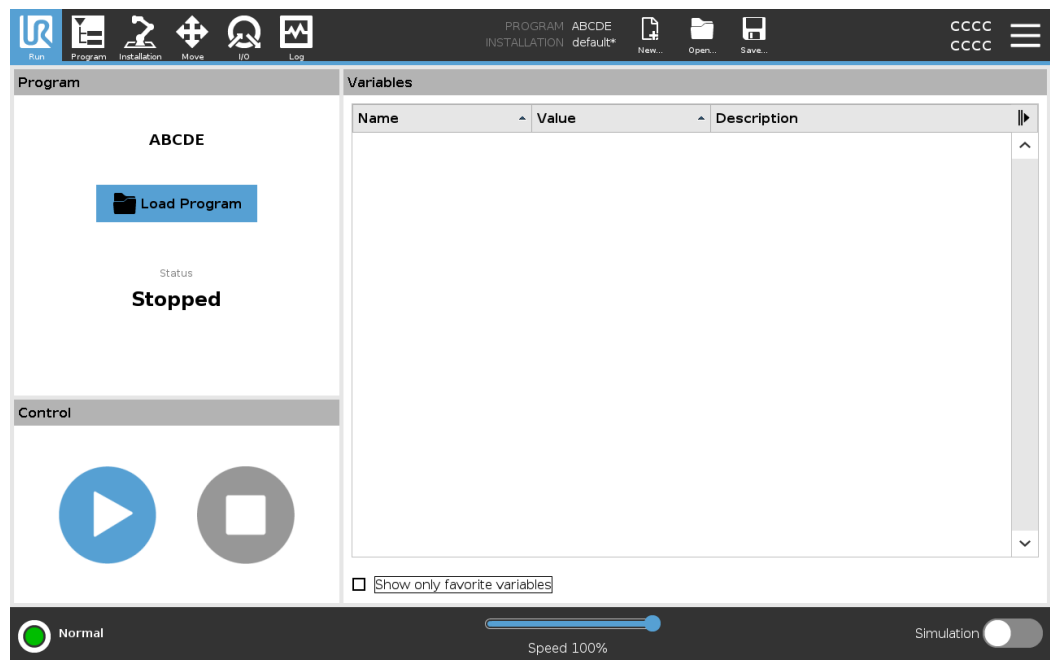 PROGRAM ABCDE
INSTALLATION default*
CCCC
CCCC
Run Program Installation Move I/O Log New... Open... Save...
Program
Variables
Name Value Description
ABCDE
Load Program
Status
Stopped
Control
Show only favorite variables
Normal
Speed 100%
Simulation